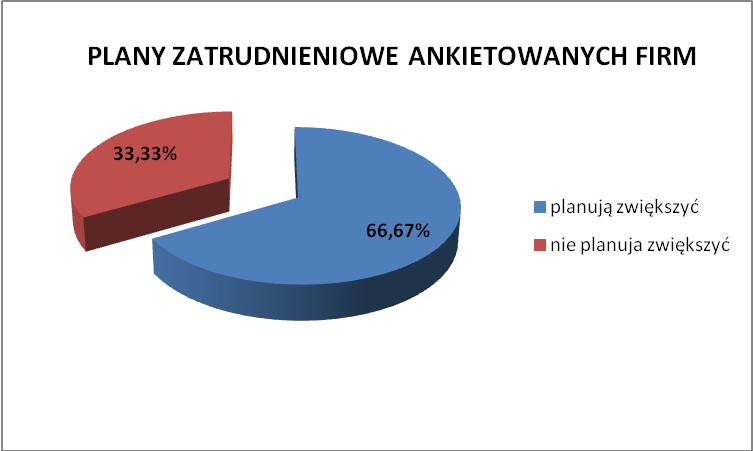 PLANY ZATRUDNIENIOWE ANKIETOWANYCH FIRM
33,33%
66,67%
planują zwiększyć
nie planuja zwiększyć